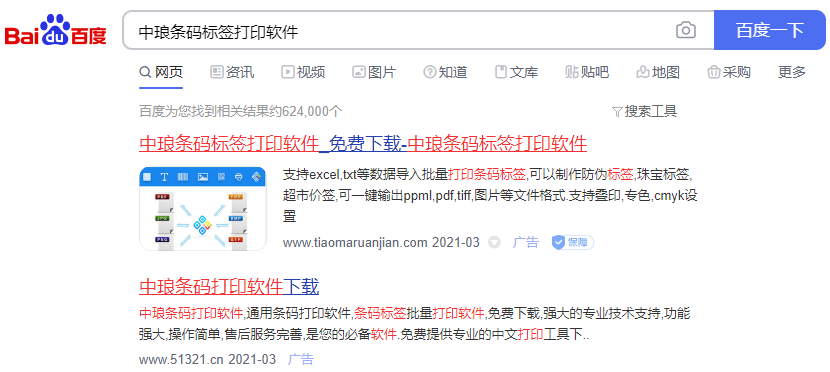 Bai du 百度
中琅条码标签打印软件
百度一下
网页 资讯 视频 图片 知道 文库 贴吧 地图 采购 更多
百度为您找到相关结果约624,000个 搜索工具
中琅条码标签打印软件_免费下载-中琅条码标签打印软件
支持excel,txt等数据导入批量打印条码标签,可以制作防伪标签,珠宝标签,
超市价签,可一键输出ppml,pdf,tiff,图片等文件格式.支持叠印,专色,cmyk设
置
www.tiaomaruanjian.com 2021-03 广告 保障
中琅条码打印软件下载
中琅条码打印软件,通用条码打印软件,条码标签批量打印软件,免费下载,强大的专业技术支持,功能
强大,操作简单,售后服务完善,是您的必备软件.免费提供专业的中文打印工具下..
www.51321.cn 2021-03 广告